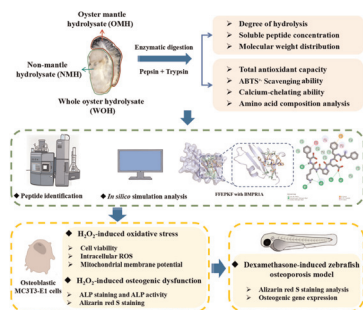 Oyster mantle
hydrolysate (OMH)
Non-mantle
hydrolysate (NMH)
Whole oyster hydrolysate
(WOH)
Enzymatic digestion
Pepsin + Trypsin
➢ Degree of hydrolysis
➢ Soluble peptide concentration
➢ Molecular weight distribution
➢ Total antioxidant capacity
➢ ABTS⁺· Scavenging ability
➢ Calcium-chelating ability
➢ Amino acid composition analysis
◆ Peptide identification
◆ In silico simulation analysis
FFEPKF with BMPR1A
Osteoblastic
MC3T3-E1 cells
◆ H₂O₂-induced oxidative stress
➢ Cell viability
➢ Intracellular ROS
➢ Mitochondrial membrane potential
◆ H₂O₂-induced osteogenic dysfunction
➢ ALP staining and ALP activity
➢ Alizarin red S staining
◆ Dexamethasone-induced zebrafish
osteoporosis model
➢ Alizarin red S staining analysis
➢ Osteogenic gene expression